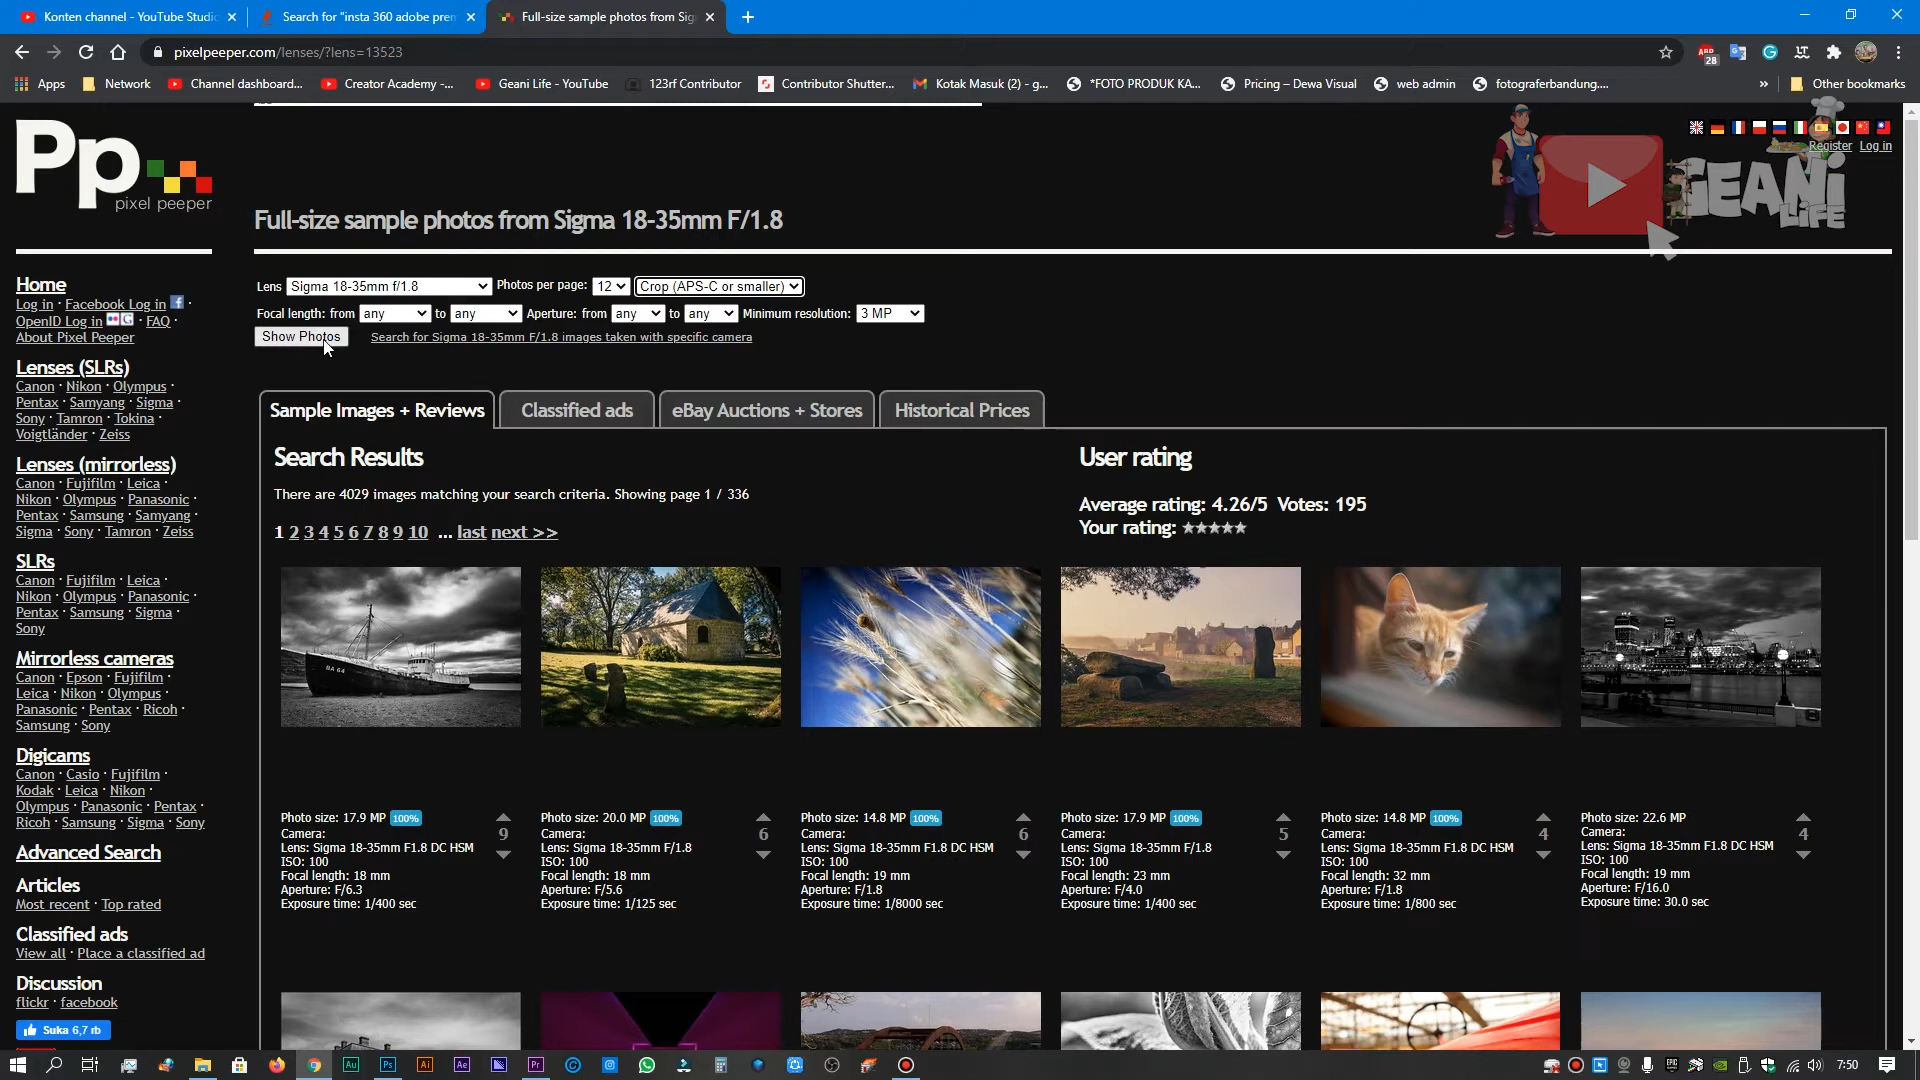 Konten channel - YouTube Studio
Search for "insta 360 adobe prem
Full-size sample photos from Sig
pixelpeeper.com/lenses/?lens=13523
ABP
28
Apps
Network
Channel dashboard...
Creator Academy -...
Geani Life - YouTube
123rf Contributor
Contributor Shutter...
Kotak Masuk (2) - g...
*FOTO PRODUK KA...
Pricing – Dewa Visual
web admin
fotograferbandung....
»
Other bookmarks
Pp
pixel peeper
Register Log in
GEANI
LIFE
Full-size sample photos from Sigma 18-35mm F/1.8
Lens Sigma 18-35mm f/1.8 Photos per page: 12 Crop (APS-C or smaller)
Focal length: from any to any Aperture: from any to any Minimum resolution: 3 MP
Show Photos Search for Sigma 18-35mm F/1.8 images taken with specific camera
Home
Log in · Facebook Log in ·
OpenID Log in · FAQ ·
About Pixel Peeper
Lenses (SLRs)
Canon · Nikon · Olympus ·
Pentax · Samyang · Sigma ·
Sony · Tamron · Tokina ·
Voigtländer · Zeiss
Lenses (mirrorless)
Canon · Fujifilm · Leica ·
Nikon · Olympus · Panasonic ·
Pentax · Samsung · Samyang ·
Sigma · Sony · Tamron · Zeiss
SLRs
Canon · Fujifilm · Leica ·
Nikon · Olympus · Panasonic ·
Pentax · Samsung · Sigma ·
Sony
Mirrorless cameras
Canon · Epson · Fujifilm ·
Leica · Nikon · Olympus ·
Panasonic · Pentax · Ricoh ·
Samsung · Sony
Digicams
Canon · Casio · Fujifilm ·
Kodak · Leica · Nikon ·
Olympus · Panasonic · Pentax ·
Ricoh · Samsung · Sigma · Sony
Advanced Search
Articles
Most recent · Top rated
Classified ads
View all · Place a classified ad
Discussion
flickr · facebook
Suka 6,7 rb
Sample Images + Reviews
Classified ads
eBay Auctions + Stores
Historical Prices
Search Results
There are 4029 images matching your search criteria. Showing page 1 / 336
1 2 3 4 5 6 7 8 9 10 ... last next >>
User rating
Average rating: 4.26/5 Votes: 195
Your rating:
BA 64
Photo size: 17.9 MP 100%
Camera:
Lens: Sigma 18-35mm F1.8 DC HSM
ISO: 100
Focal length: 18 mm
Aperture: F/6.3
Exposure time: 1/400 sec
9
Photo size: 20.0 MP 100%
Camera:
Lens: Sigma 18-35mm F/1.8
ISO: 100
Focal length: 18 mm
Aperture: F/5.6
Exposure time: 1/125 sec
6
Photo size: 14.8 MP 100%
Camera:
Lens: Sigma 18-35mm F1.8 DC HSM
ISO: 100
Focal length: 19 mm
Aperture: F/1.8
Exposure time: 1/8000 sec
6
Photo size: 17.9 MP 100%
Camera:
Lens: Sigma 18-35mm F/1.8
ISO: 100
Focal length: 23 mm
Aperture: F/4.0
Exposure time: 1/400 sec
5
Photo size: 14.8 MP 100%
Camera:
Lens: Sigma 18-35mm F1.8 DC HSM
ISO: 100
Focal length: 32 mm
Aperture: F/1.8
Exposure time: 1/800 sec
4
Photo size: 22.6 MP
Camera:
Lens: Sigma 18-35mm F1.8 DC HSM
ISO: 100
Focal length: 19 mm
Aperture: F/16.0
Exposure time: 30.0 sec
4
Au
Ps
Ai
Ae
Pr
7:50